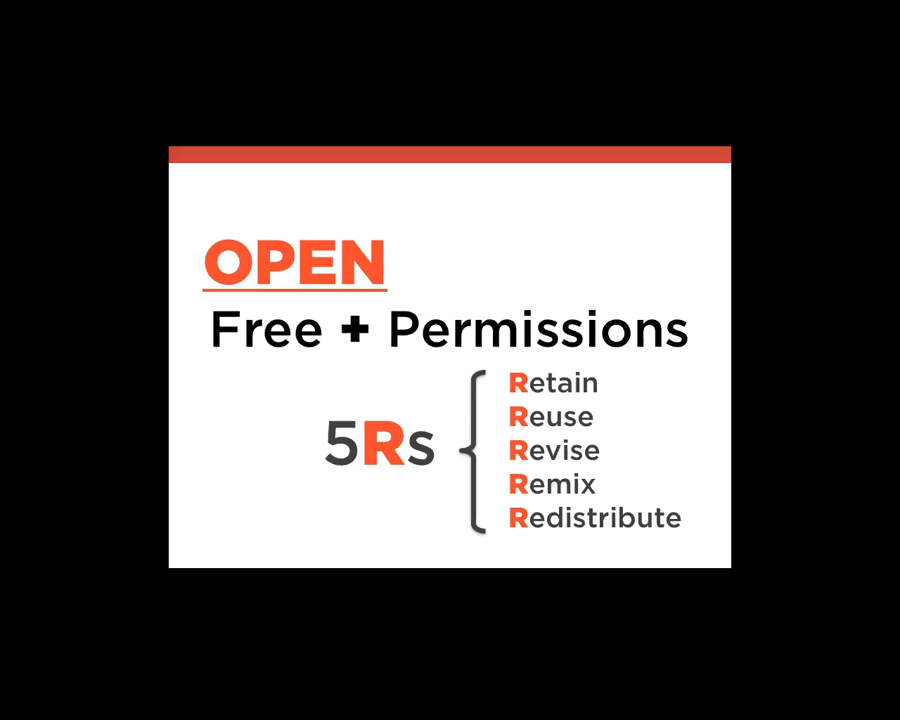 OPEN
Free + Permissions
5Rs
Retain
Reuse
Revise
Remix
Redistribute